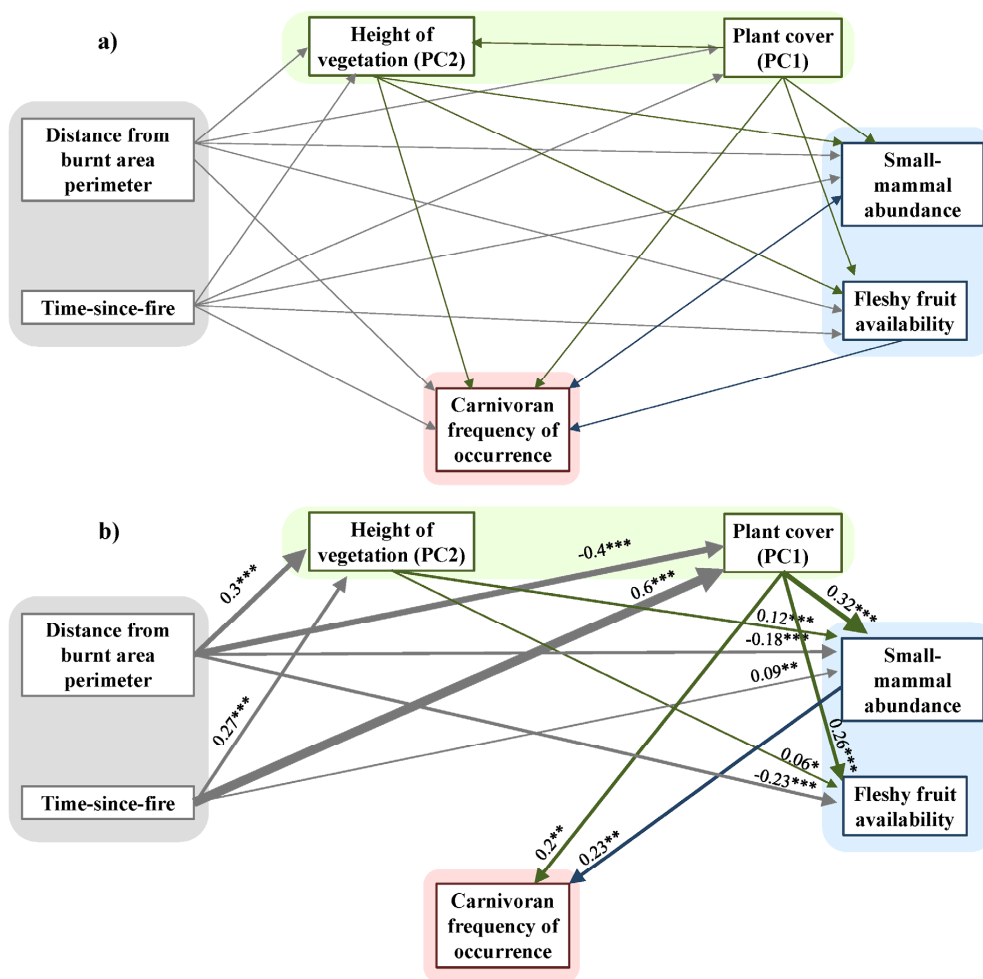 a)
Height of
vegetation (PC2)
Plant cover
(PC1)
Distance from
burnt area
perimeter
Small-
mammal
abundance
Time-since-fire
Fleshy fruit
availability
Carnivoran
frequency of
occurrence
b)
Height of
vegetation (PC2)
Plant cover
(PC1)
-0.4***
0.3***
0.6***
0.32***
Distance from
burnt area
perimeter
0.12***
-0.18***
Small-
mammal
abundance
0.09**
0.27***
0.26***
0.06*
-0.23***
Time-since-fire
Fleshy fruit
availability
0.2**
0.23**
Carnivoran
frequency of
occurrence